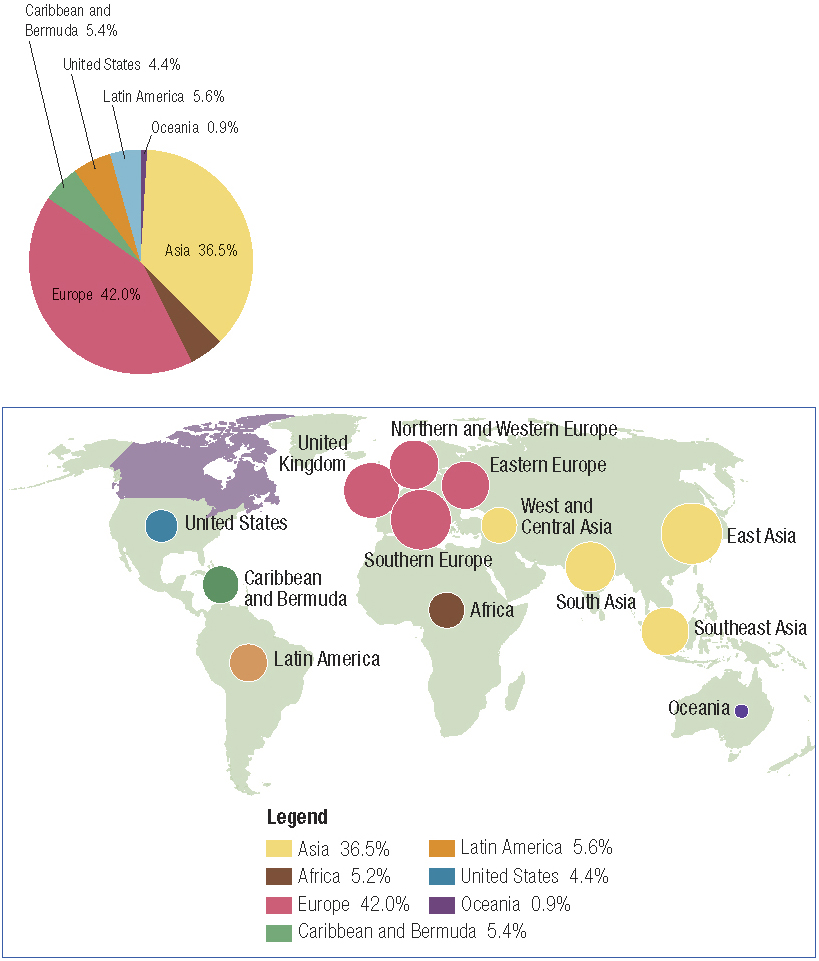 Caribbean and
Bermuda 5.4%
United States 4.4%
Latin America 5.6%
Oceania 0.9%
Asia 36.5%
Europe 42.0%
Northern and Western Europe
United
Kingdom
Eastern Europe
West and
Central Asia
United States
East Asia
Southern Europe
Caribbean
and Bermuda
South Asia
Africa
Southeast Asia
Latin America
Oceania
Legend
Asia 36.5%
Latin America 5.6%
Africa 5.2%
United States 4.4%
Europe 42.0%
Oceania 0.9%
Caribbean and Bermuda 5.4%